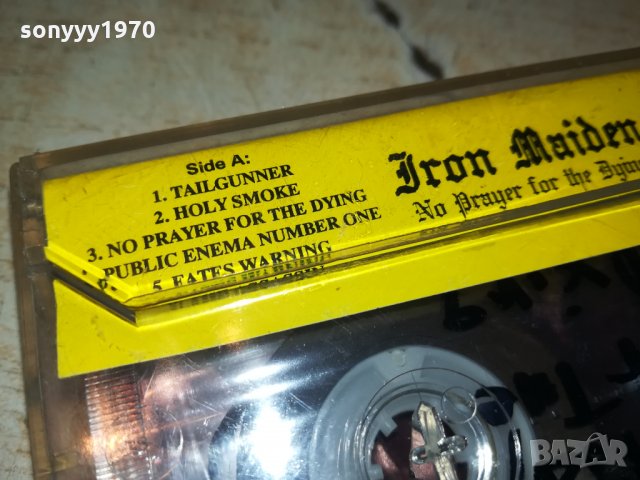 sonyyy1970
Side A:
1. TAILGUNNER
2. HOLY SMOKE
3. NO PRAYER FOR THE DYING
PUBLIC ENEMA NUMBER ONE
5. FATES WARNING
Iron Maiden
No Prayer for the Dying
BAZAR